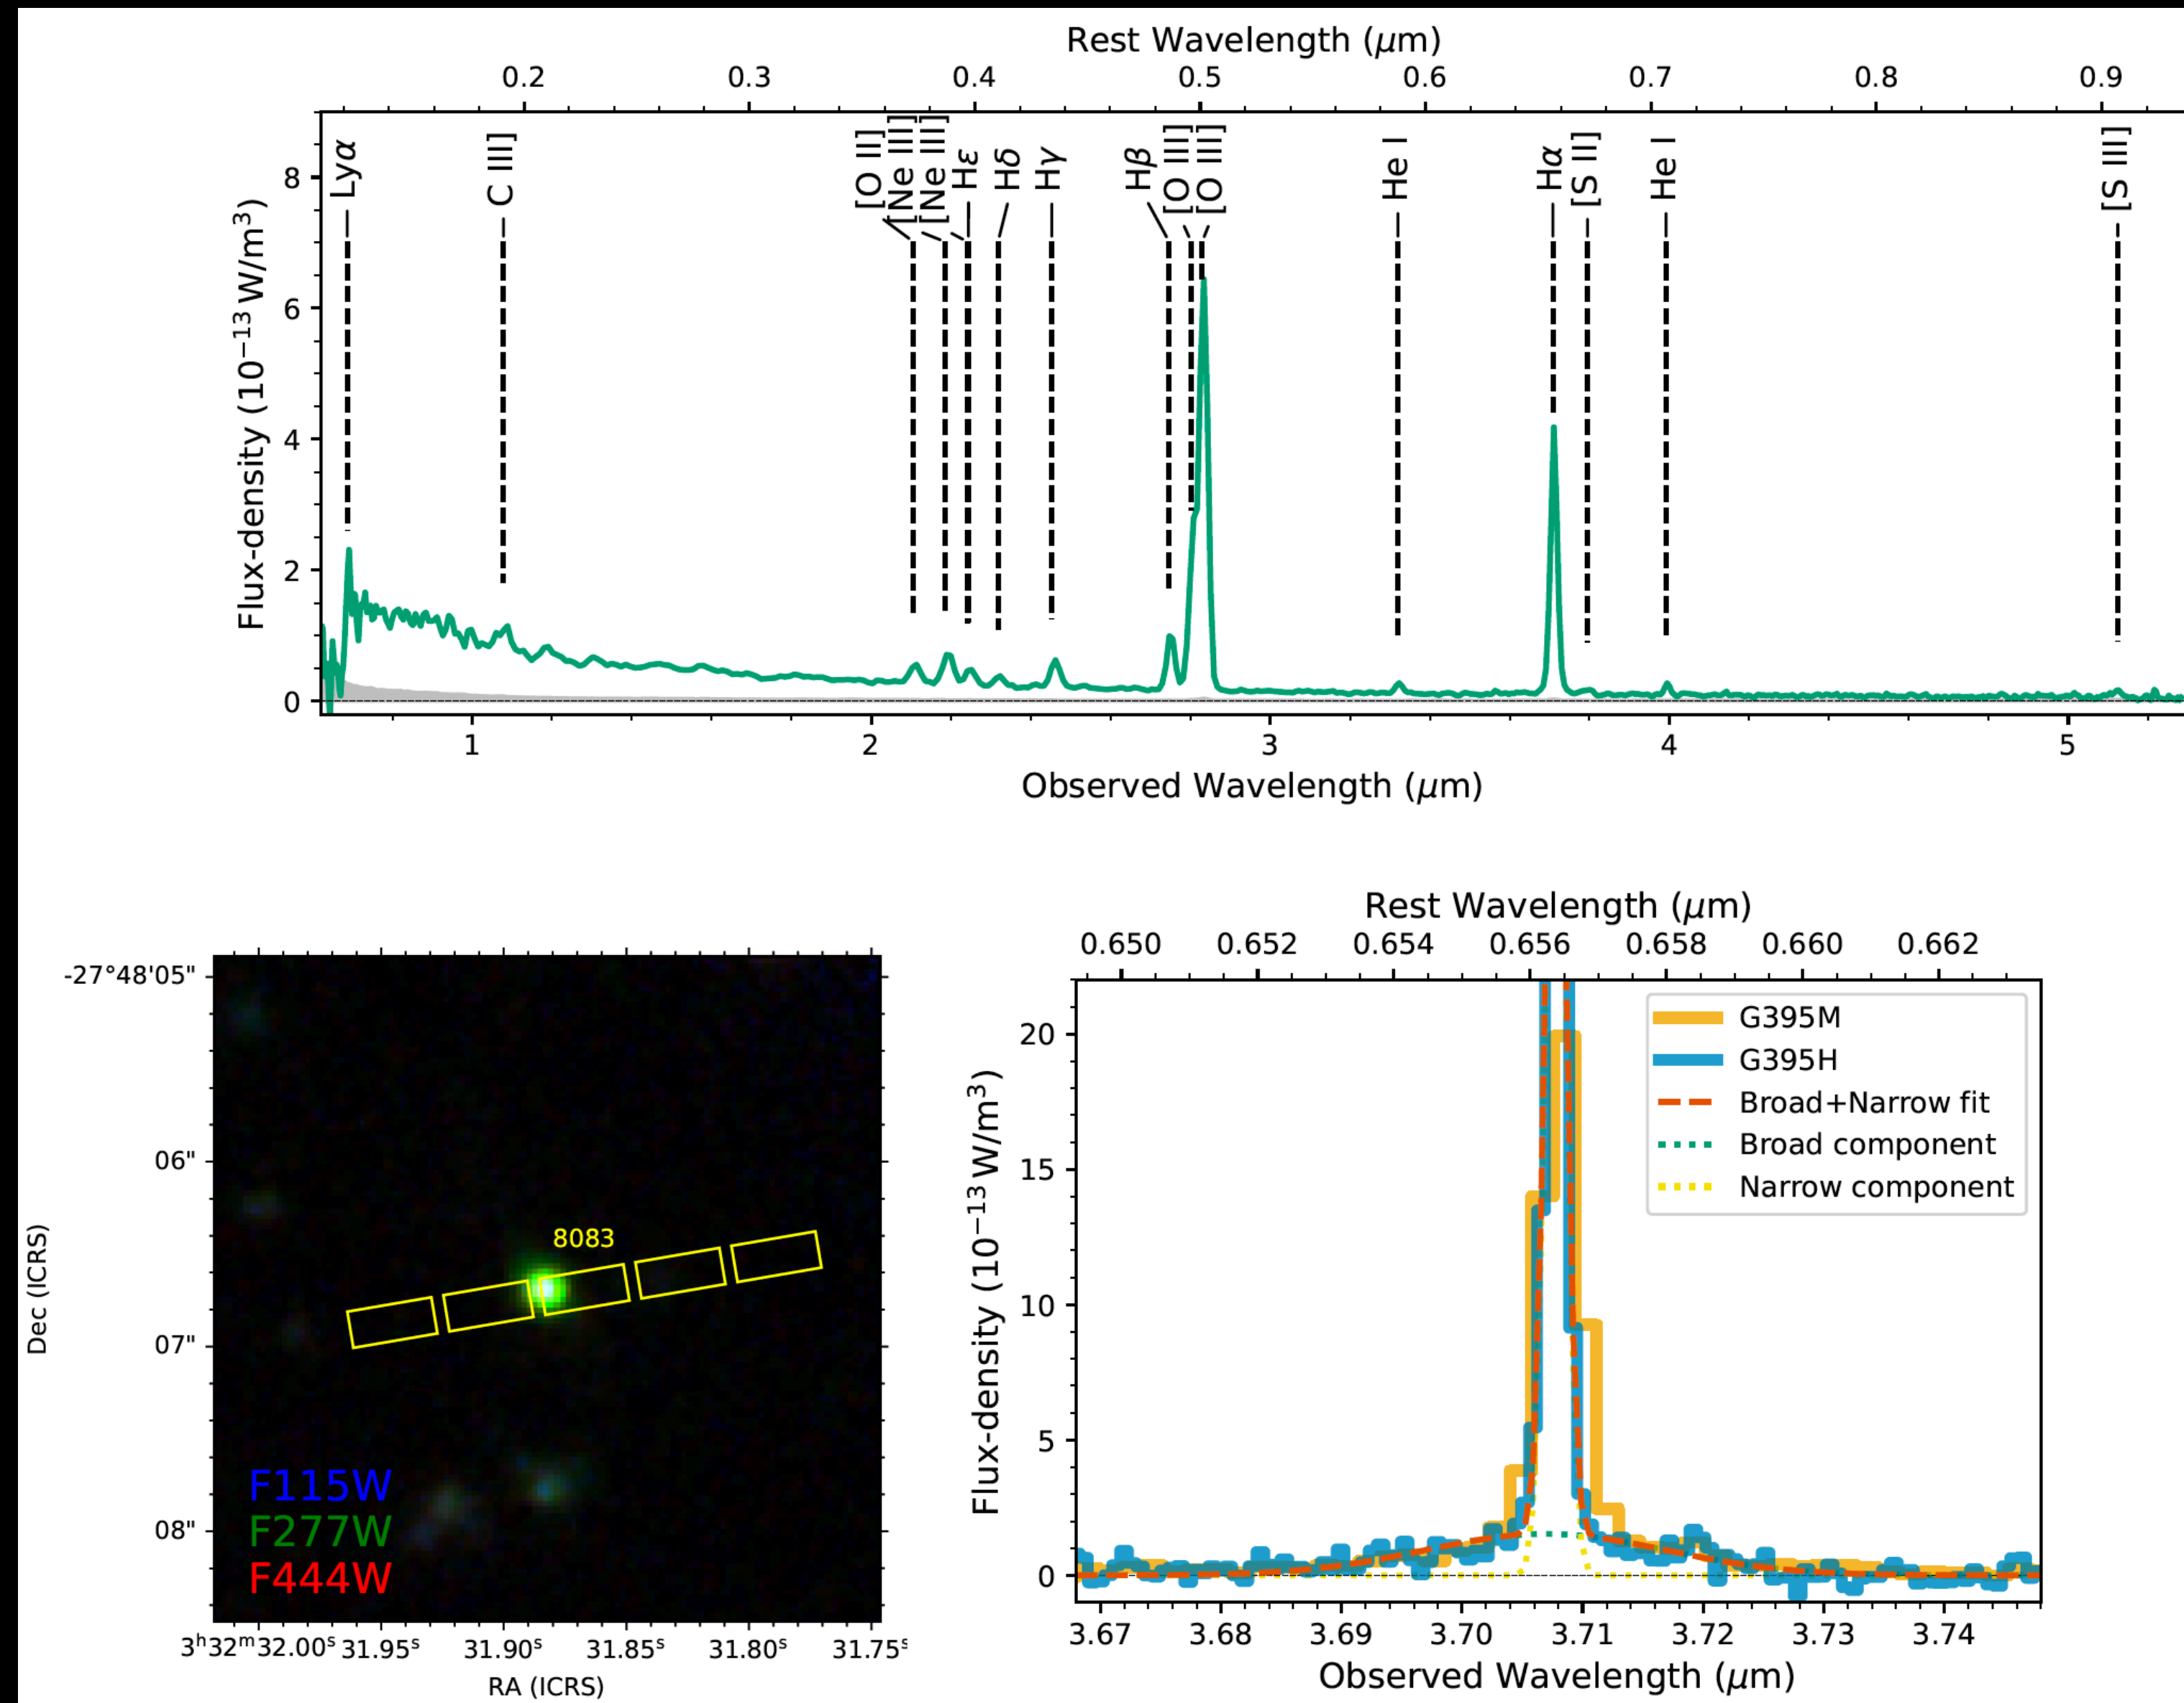 Rest Wavelength (μm)
0.2 0.3 0.4 0.5 0.6 0.7 0.8 0.9
Flux-density (10⁻¹³ W/m³)
8
6
4
2
0
Lyα
C III]
[O II]
[Ne III]
[Ne III]
Hε
Hδ
Hγ
Hβ
[O III]
[O III]
He I
Hα
[S II]
He I
[S III]
1 2 3 4 5
Observed Wavelength (μm)
Dec (ICRS)
-27°48'05"
06"
07"
08"
8083
F115W
F277W
F444W
3ʰ32ᵐ32.00ˢ 31.95ˢ 31.90ˢ 31.85ˢ 31.80ˢ 31.75ˢ
RA (ICRS)
Rest Wavelength (μm)
0.650 0.652 0.654 0.656 0.658 0.660 0.662
Flux-density (10⁻¹³ W/m³)
20
15
10
5
0
G395M
G395H
Broad+Narrow fit
Broad component
Narrow component
3.67 3.68 3.69 3.70 3.71 3.72 3.73 3.74
Observed Wavelength (μm)